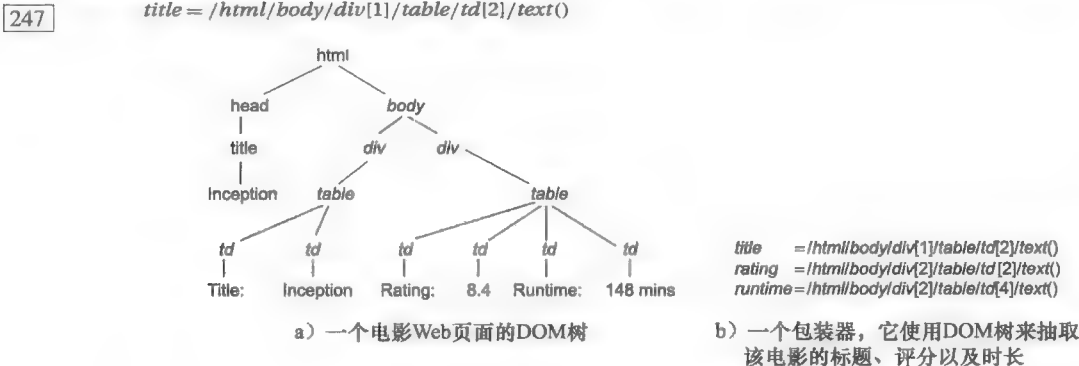 247
title = /html/body/div[1]/table/td[2]/text()
html
head body
title div div
Inception table table
td td td td td td
Title: Inception Rating: 8.4 Runtime: 148 mins
title =/html/body/div[1]/table/td[2]/text()
rating =/html/body/div[2]/table/td[2]/text()
runtime=/html/body/div[2]/table/td[4]/text()
a）一个电影Web页面的DOM树
b）一个包装器，它使用DOM树来抽取
该电影的标题、评分以及时长